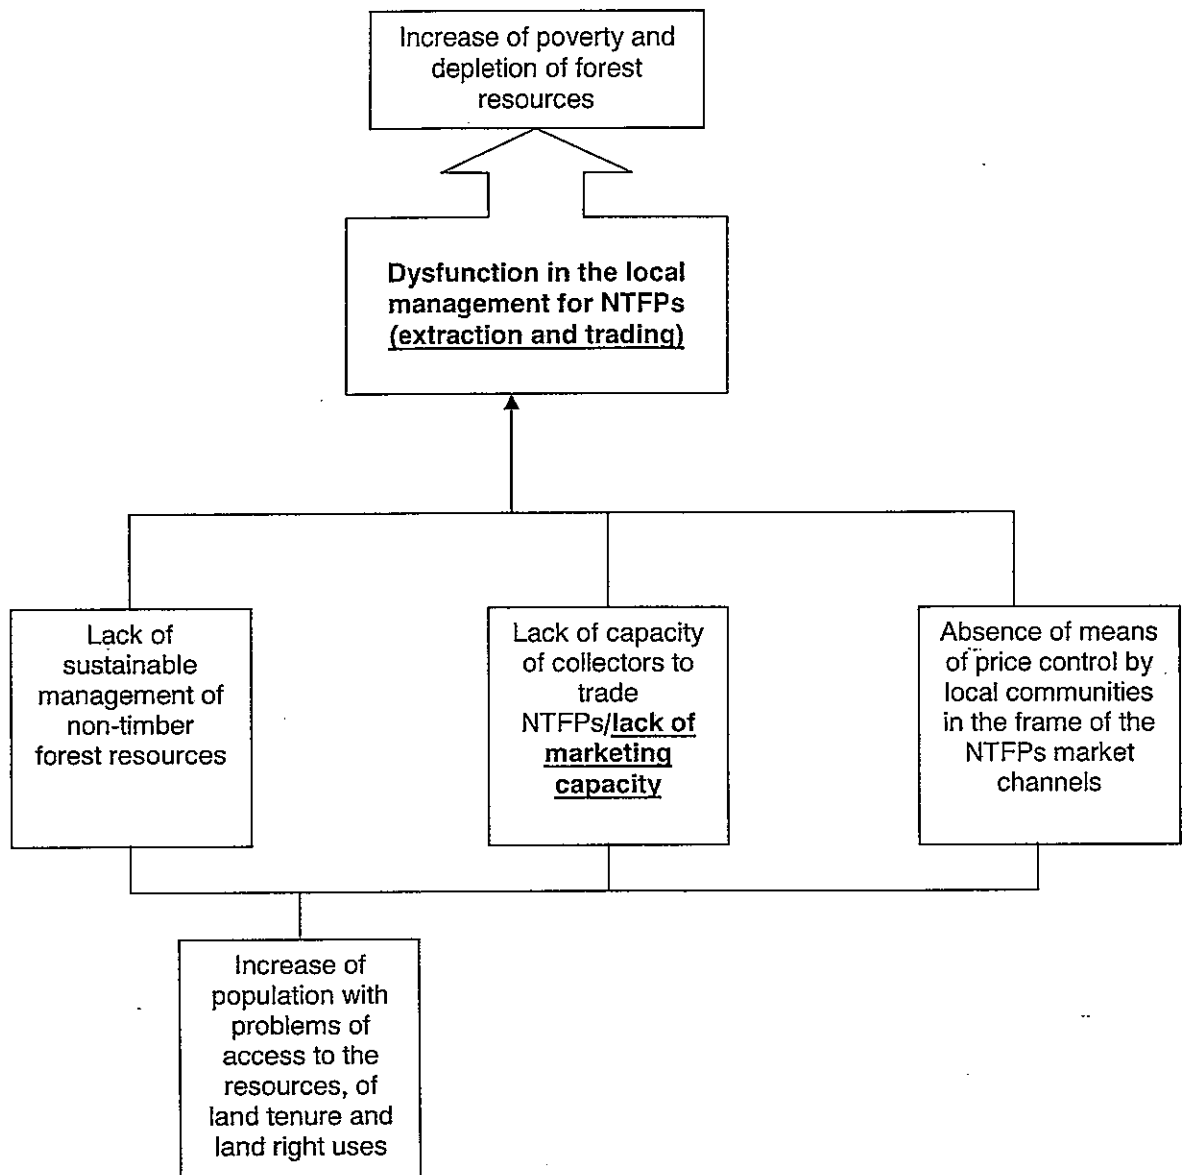 Increase of poverty and
depletion of forest
resources
Dysfunction in the local
management for NTFPs
(extraction and trading)
Lack of
sustainable
management of
non-timber
forest resources
Lack of capacity
of collectors to
trade
NTFPs/lack of
marketing
capacity
Absence of means
of price control by
local communities
in the frame of the
NTFPs market
channels
Increase of
population with
problems of
access to the
resources, of
land tenure and
land right uses